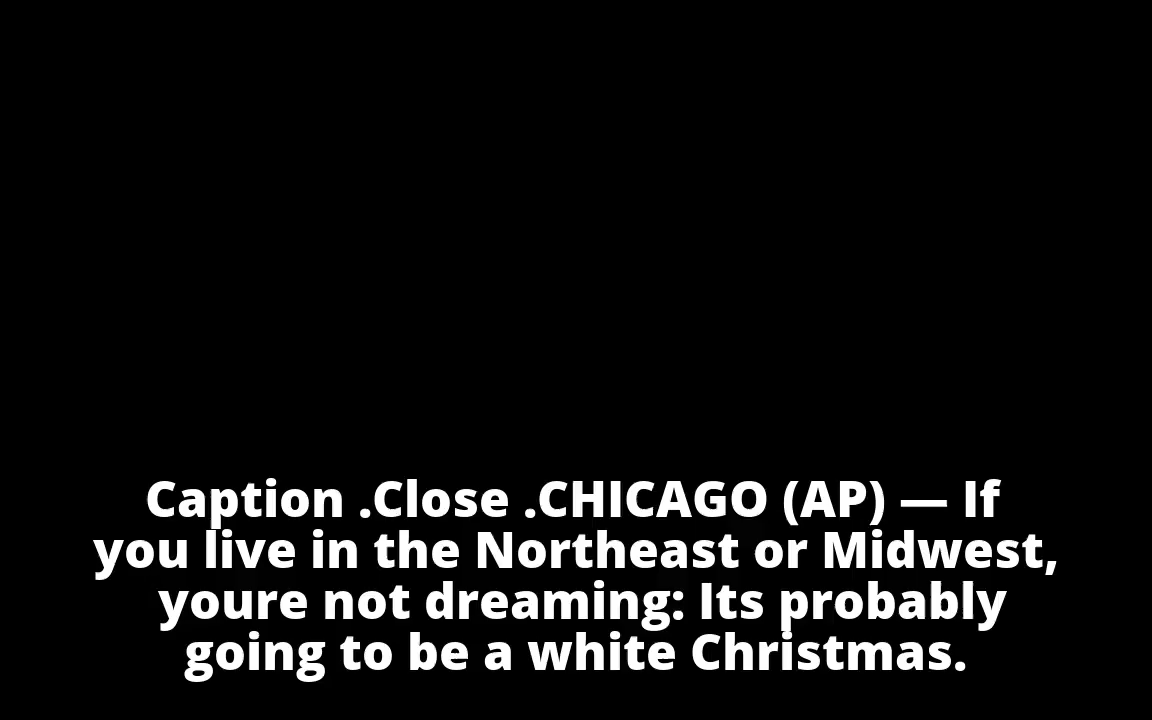 Caption .Close .CHICAGO (AP) — If
you live in the Northeast or Midwest,
youre not dreaming: Its probably
going to be a white Christmas.